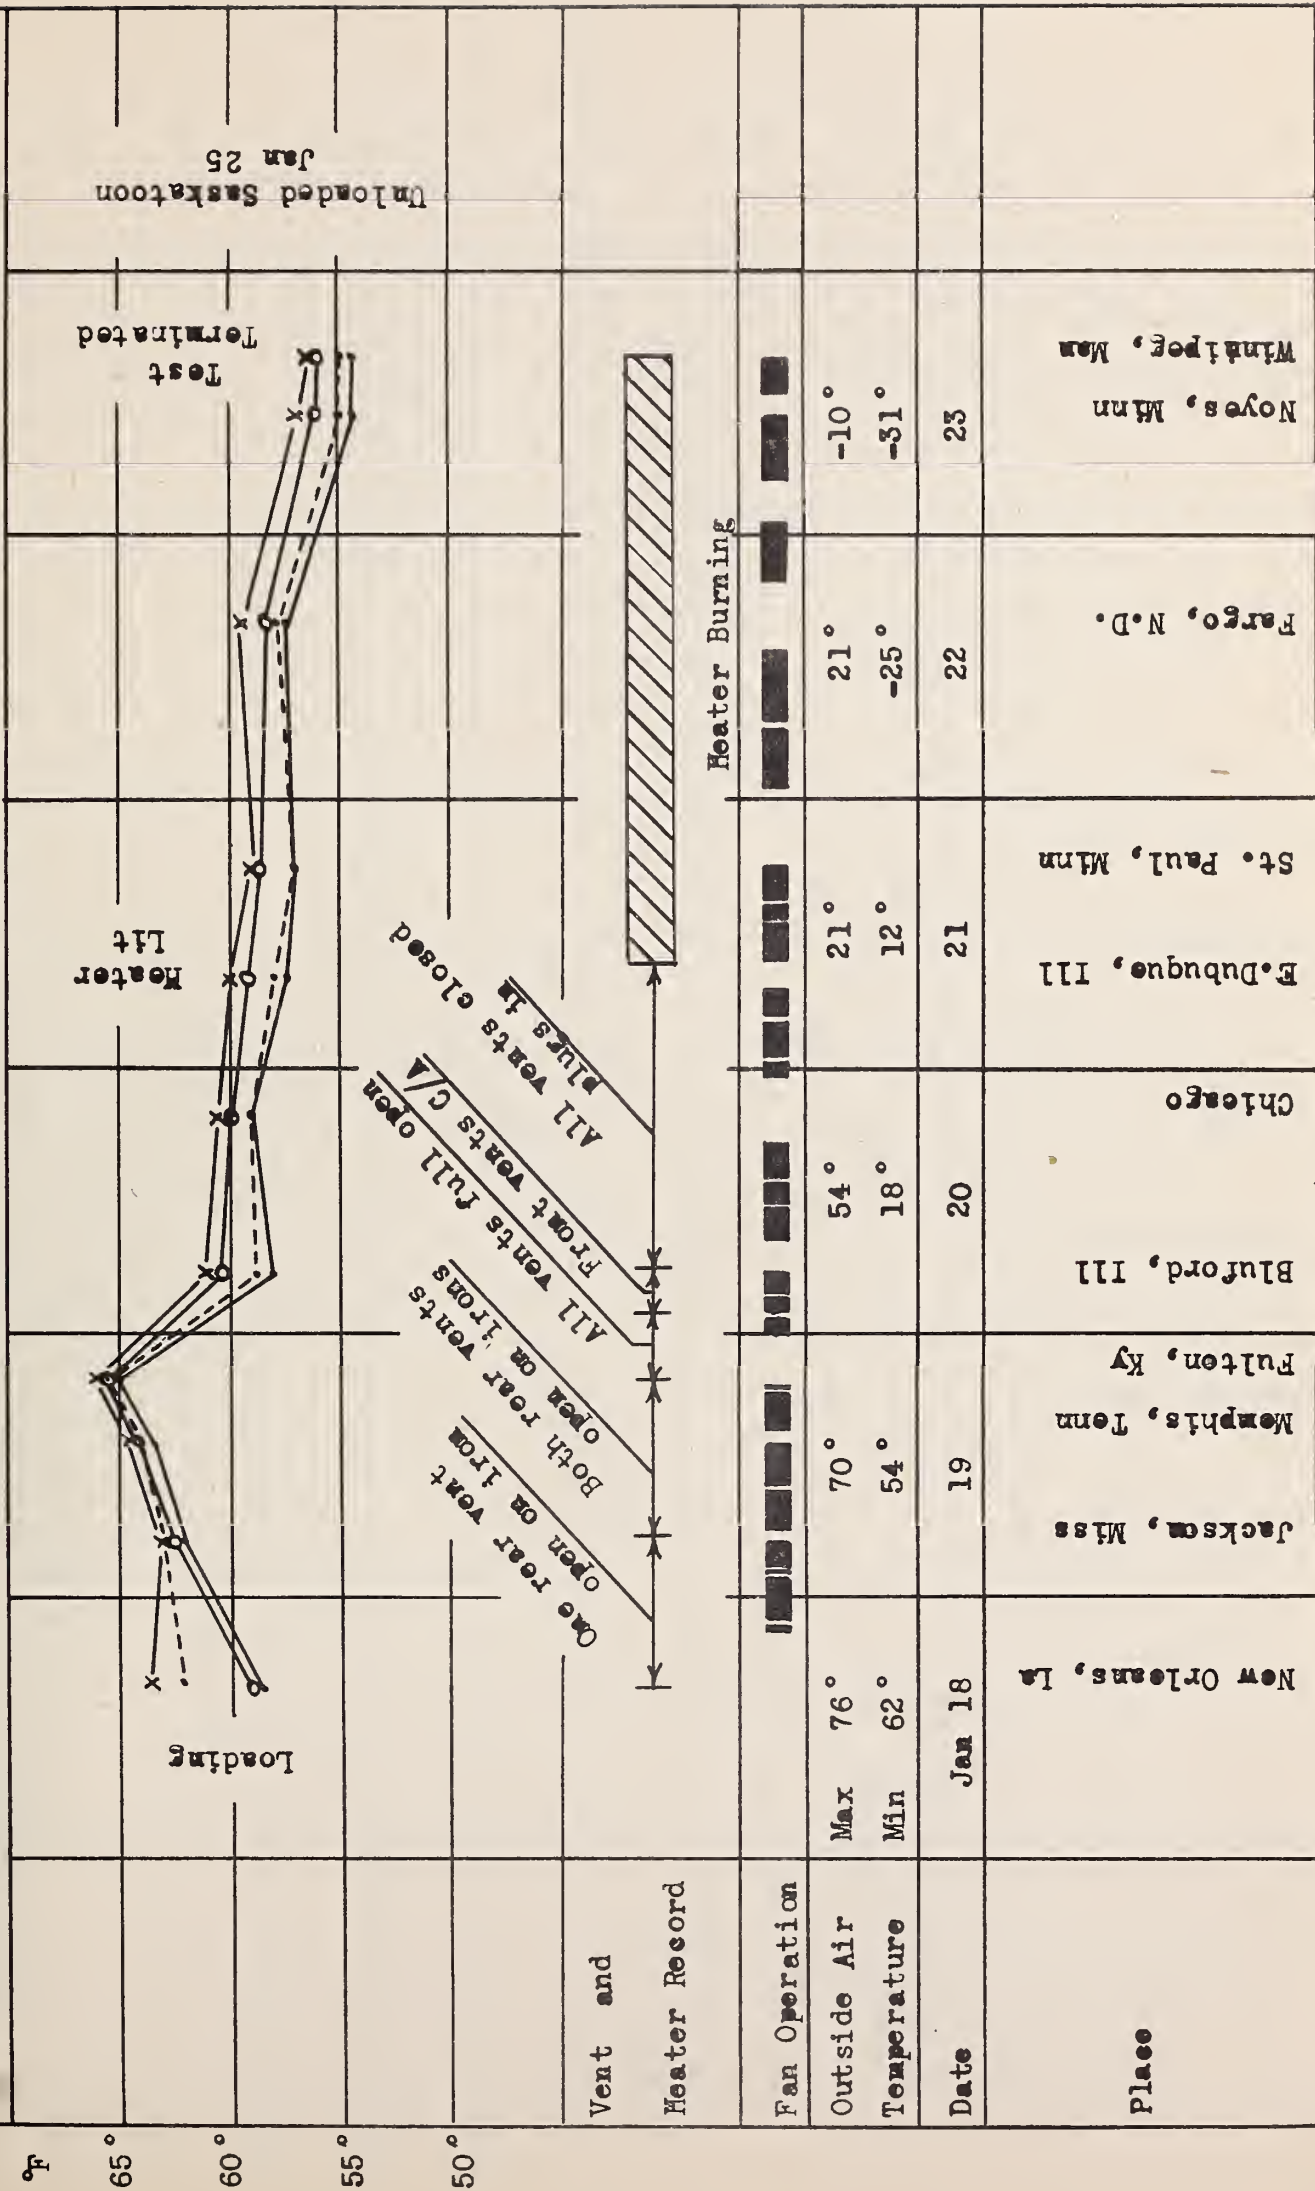 °F
65°
60°
55°
50°
Loading
Heater
Lit
Test
Terminated
Unloaded Saskatoon
Jan 25
Vent and
Heater Record
One rear vent
open on iron
Both rear vents
open on irons
All vents full open
Front vents C/A
All vents closed
plugs in
Heater Burning
Fan Operation
Outside Air Max 76° 70° 54° 21° 21° -10°
Temperature Min 62° 54° 18° 12° -25° -31°
Date Jan 18 19 20 21 22 23
Place
New Orleans, La
Jackson, Miss
Memphis, Tenn
Fulton, Ky
Bluford, Ill
Chicago
E.Dubuque, Ill
St. Paul, Minn
Fargo, N.D.
Noyes, Minn
Winnipeg, Man